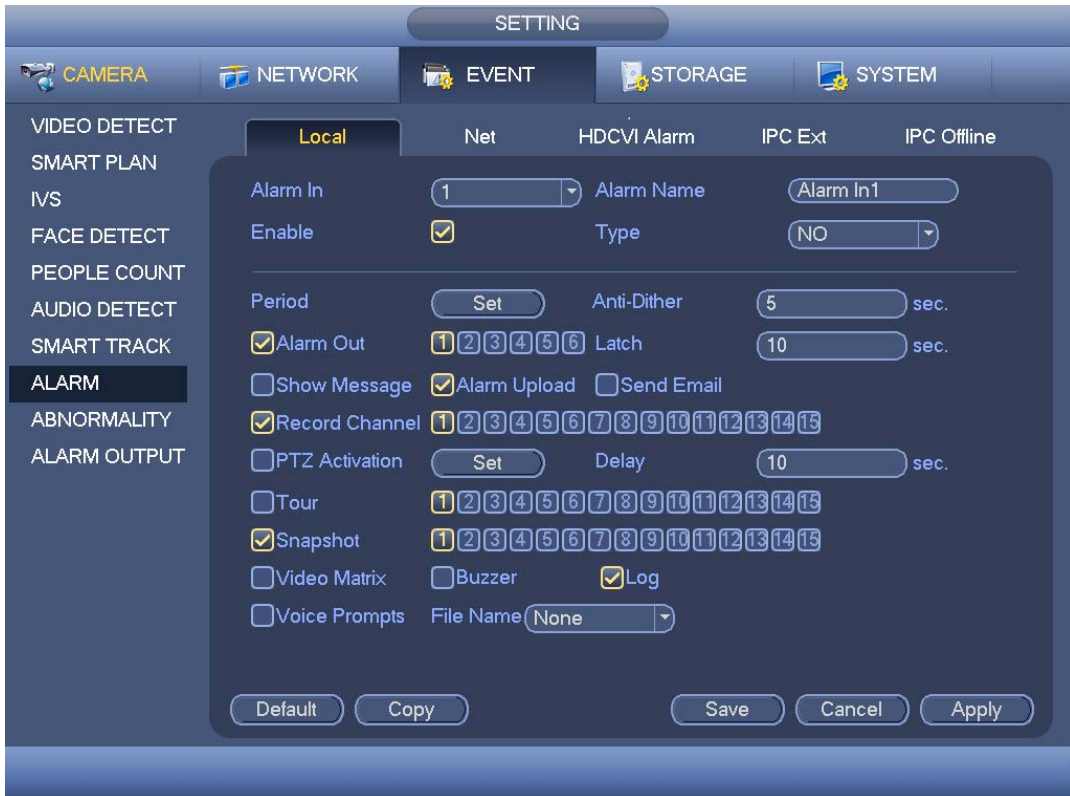 SETTING
CAMERA NETWORK EVENT STORAGE SYSTEM
VIDEO DETECT
SMART PLAN
IVS
FACE DETECT
PEOPLE COUNT
AUDIO DETECT
SMART TRACK
ALARM
ABNORMALITY
ALARM OUTPUT
Local Net HDCVI Alarm IPC Ext IPC Offline
Alarm In 1 Alarm Name Alarm In1
Enable Type NO
Period Set Anti-Dither 5 sec.
Alarm Out 1 2 3 4 5 6 Latch 10 sec.
Show Message Alarm Upload Send Email
Record Channel 1 2 3 4 5 6 7 8 9 10 11 12 13 14 15
PTZ Activation Set Delay 10 sec.
Tour 1 2 3 4 5 6 7 8 9 10 11 12 13 14 15
Snapshot 1 2 3 4 5 6 7 8 9 10 11 12 13 14 15
Video Matrix Buzzer Log
Voice Prompts File Name None
Default Copy Save Cancel Apply